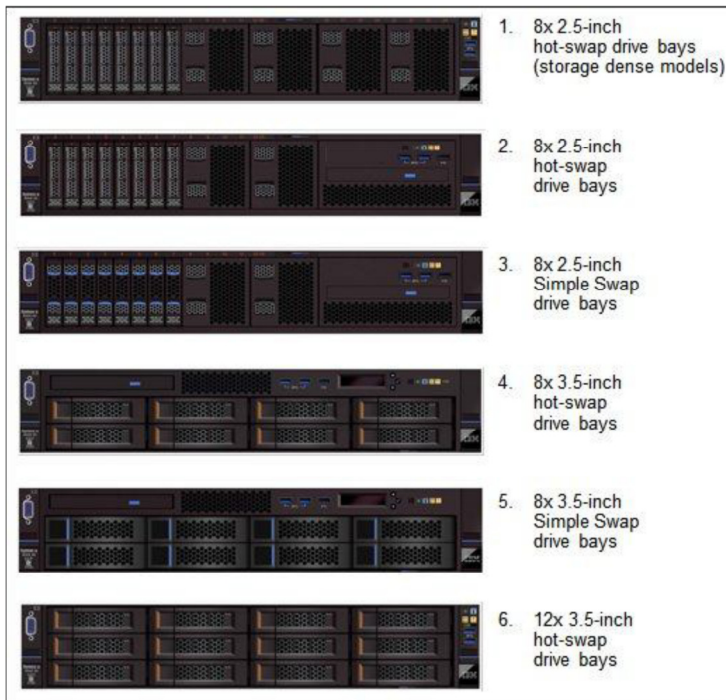 1. 8x 2.5-inch
hot-swap drive bays
(storage dense models)
2. 8x 2.5-inch
hot-swap
drive bays
3. 8x 2.5-inch
Simple Swap
drive bays
4. 8x 3.5-inch
hot-swap
drive bays
5. 8x 3.5-inch
Simple Swap
drive bays
6. 12x 3.5-inch
hot-swap
drive bays